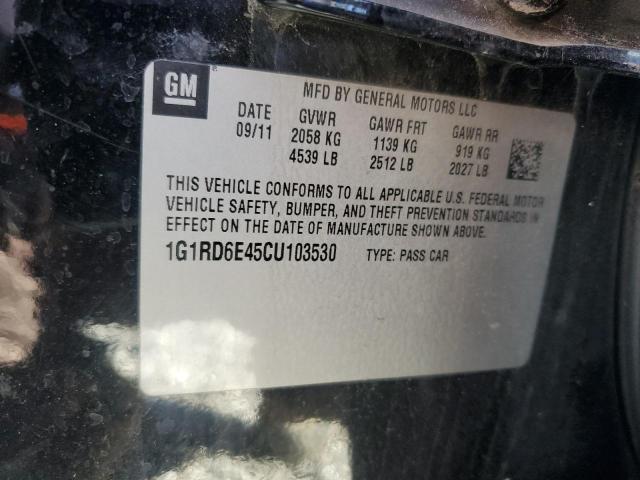 GM®
MFD BY GENERAL MOTORS LLC
DATE GVWR GAWR FRT GAWR RR
09/11 2058 KG 1139 KG 919 KG
4539 LB 2512 LB 2027 LB
THIS VEHICLE CONFORMS TO ALL APPLICABLE U.S. FEDERAL MOTOR
VEHICLE SAFETY, BUMPER, AND THEFT PREVENTION STANDARDS IN
EFFECT ON THE DATE OF MANUFACTURE SHOWN ABOVE.
1G1RD6E45CU103530 TYPE: PASS CAR